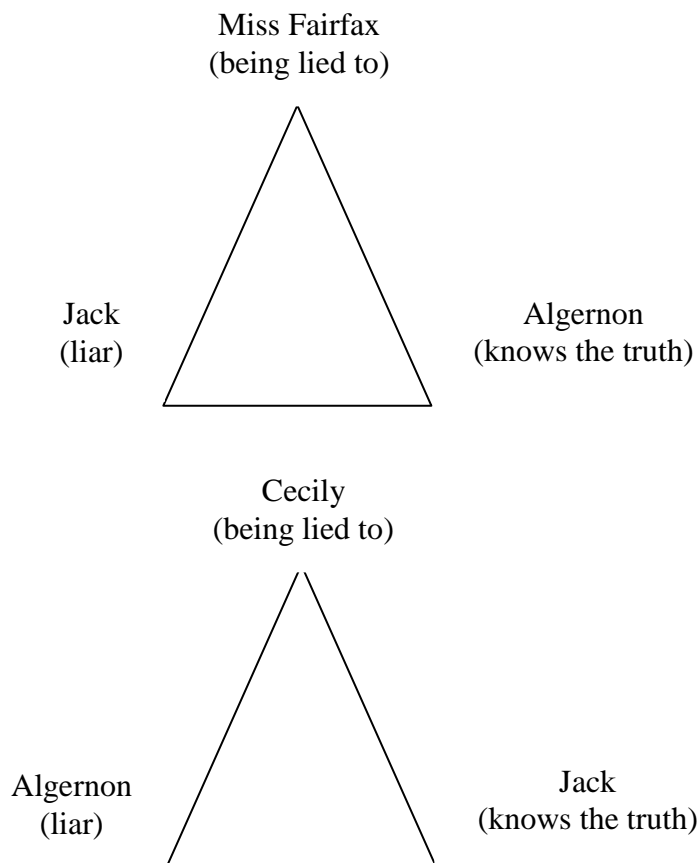 Miss Fairfax
(being lied to)
Jack
(liar)
Algernon
(knows the truth)
Cecily
(being lied to)
Algernon
(liar)
Jack
(knows the truth)